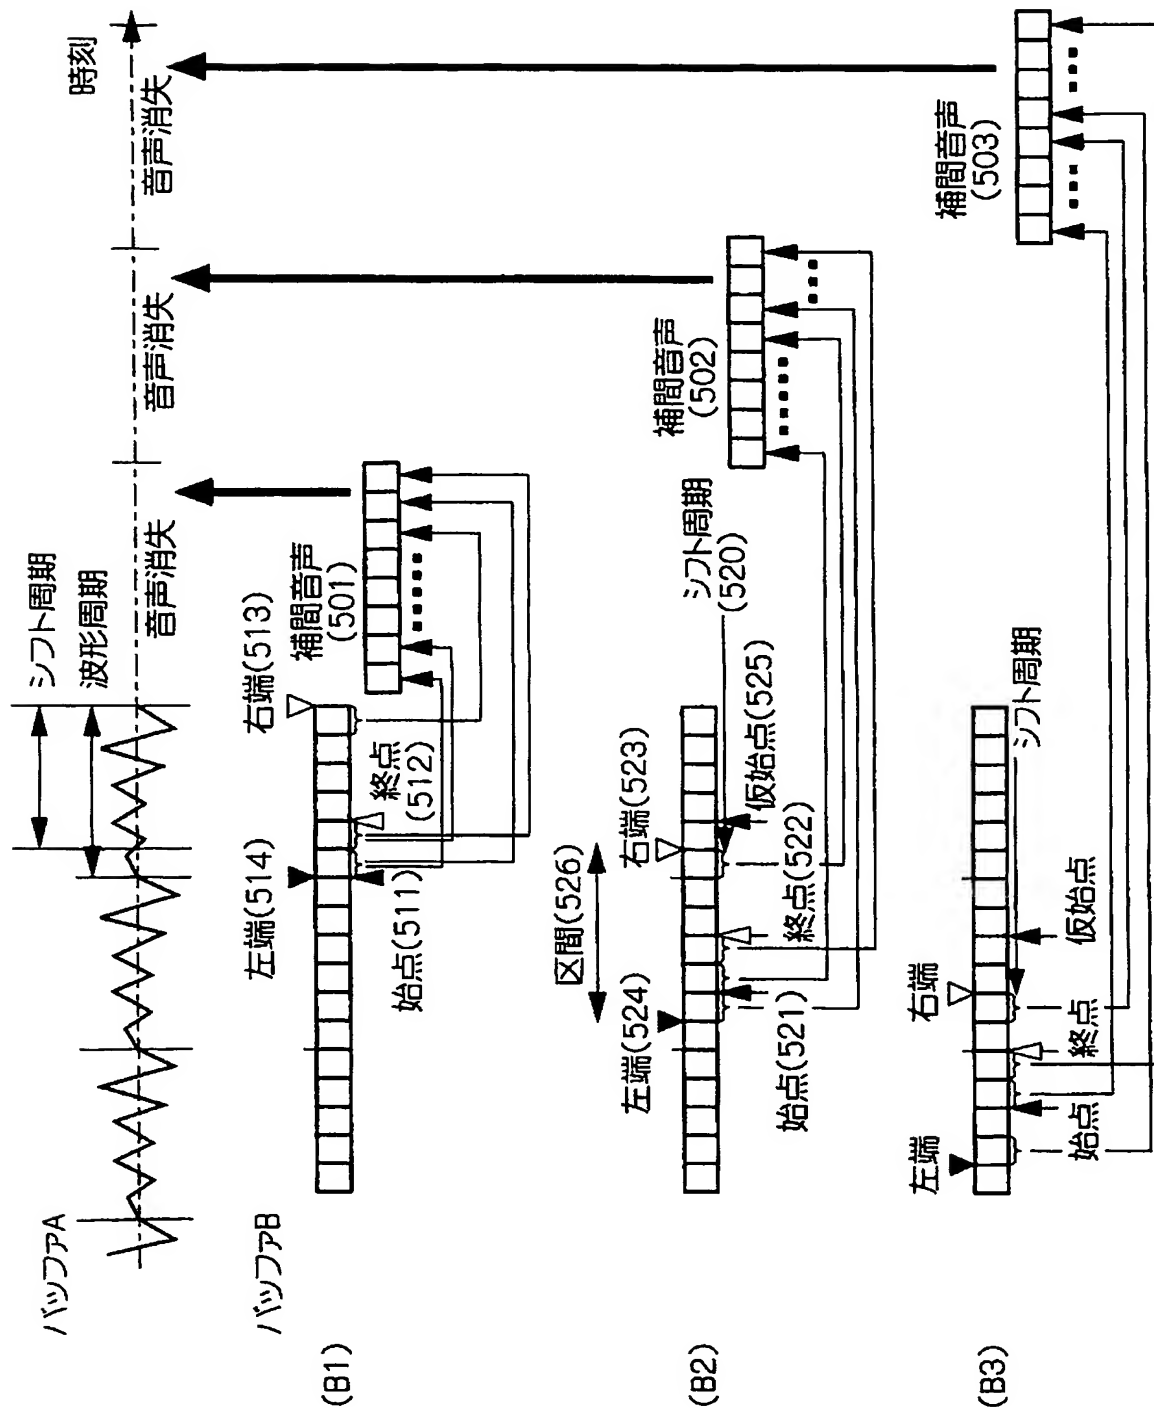 バッファA
シフト周期
波形周期
時刻
音声消失
音声消失
音声消失
バッファB
(B1)
左端(514)
右端(513)
始点(511)
終点
(512)
補間音声
(501)
(B2)
左端(524)
区間(526)
右端(523)
始点(521)
終点(522)
仮始点(525)
シフト周期
(520)
補間音声
(502)
(B3)
左端
右端
始点
終点
仮始点
シフト周期
補間音声
(503)